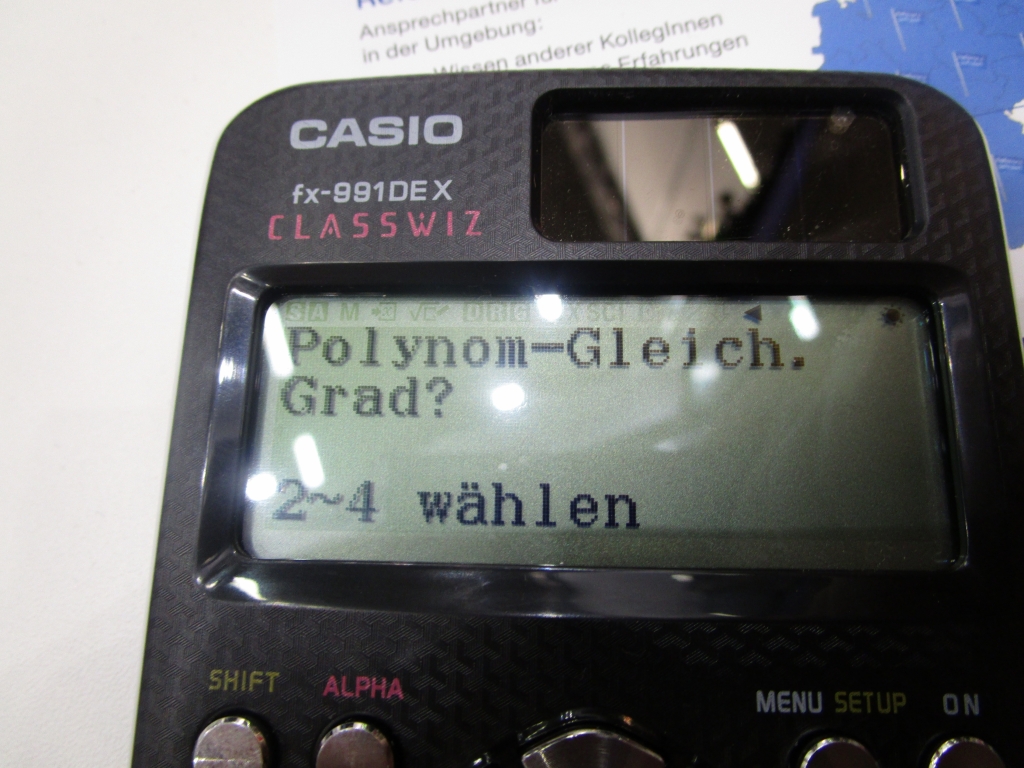 Ansprechpartner
in der Umgebung:
Wissen anderer KollegInnen
Erfahrungen
CASIO
fx-991DE X
CLASSWIZ
Polynom-Gleich.
Grad?
2~4 wählen
SHIFT ALPHA MENU SETUP ON